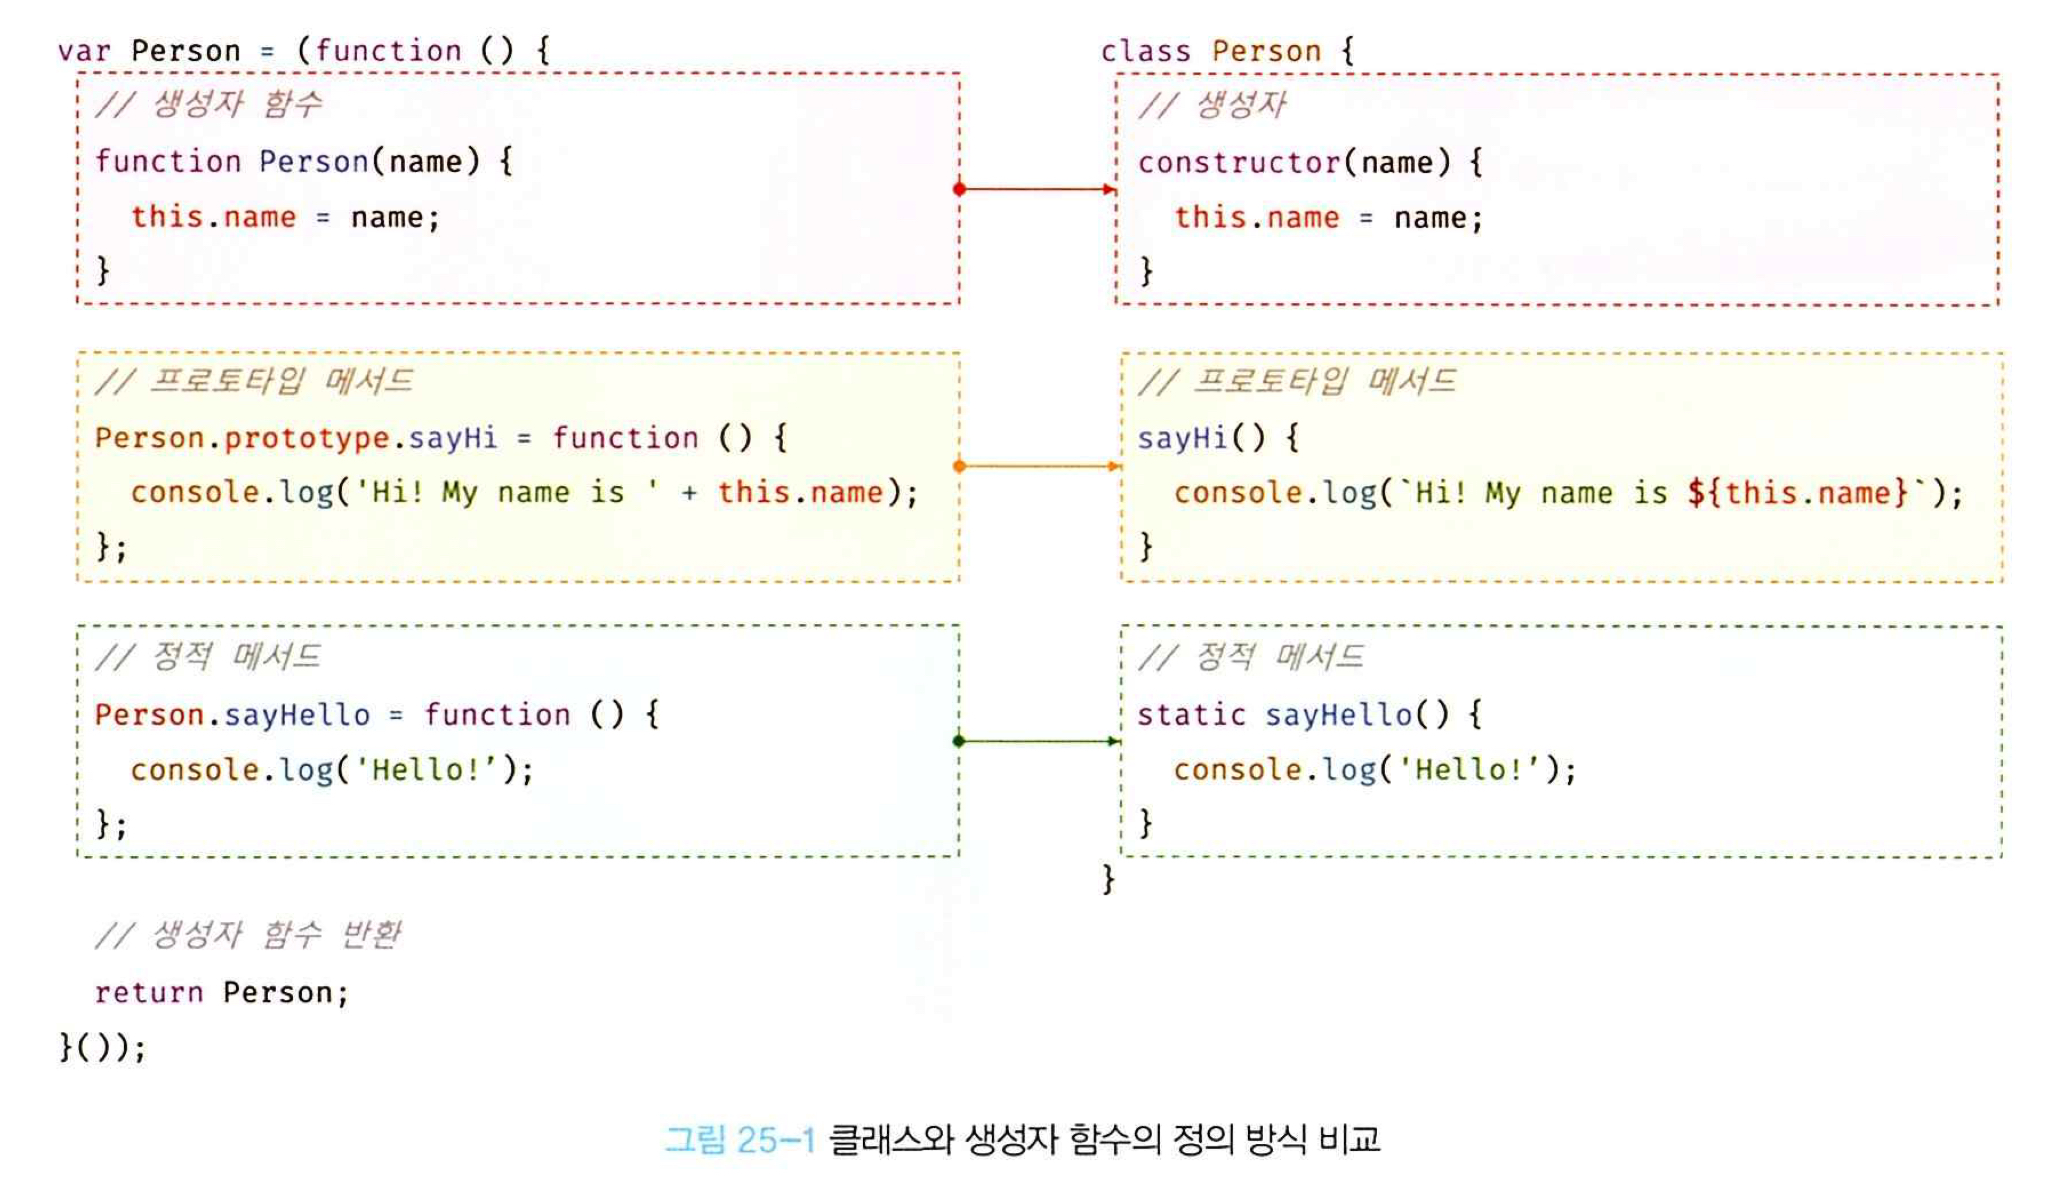 var Person = (function () {
// 생성자 함수
function Person(name) {
this.name = name;
}
// 프로토타입 메서드
Person.prototype.sayHi = function () {
console.log('Hi! My name is ' + this.name);
};
// 정적 메서드
Person.sayHello = function () {
console.log('Hello!');
};
// 생성자 함수 반환
return Person;
}());
class Person {
// 생성자
constructor(name) {
this.name = name;
}
// 프로토타입 메서드
sayHi() {
console.log(`Hi! My name is ${this.name}`);
}
// 정적 메서드
static sayHello() {
console.log('Hello!');
}
}
그림 25-1 클래스와 생성자 함수의 정의 방식 비교